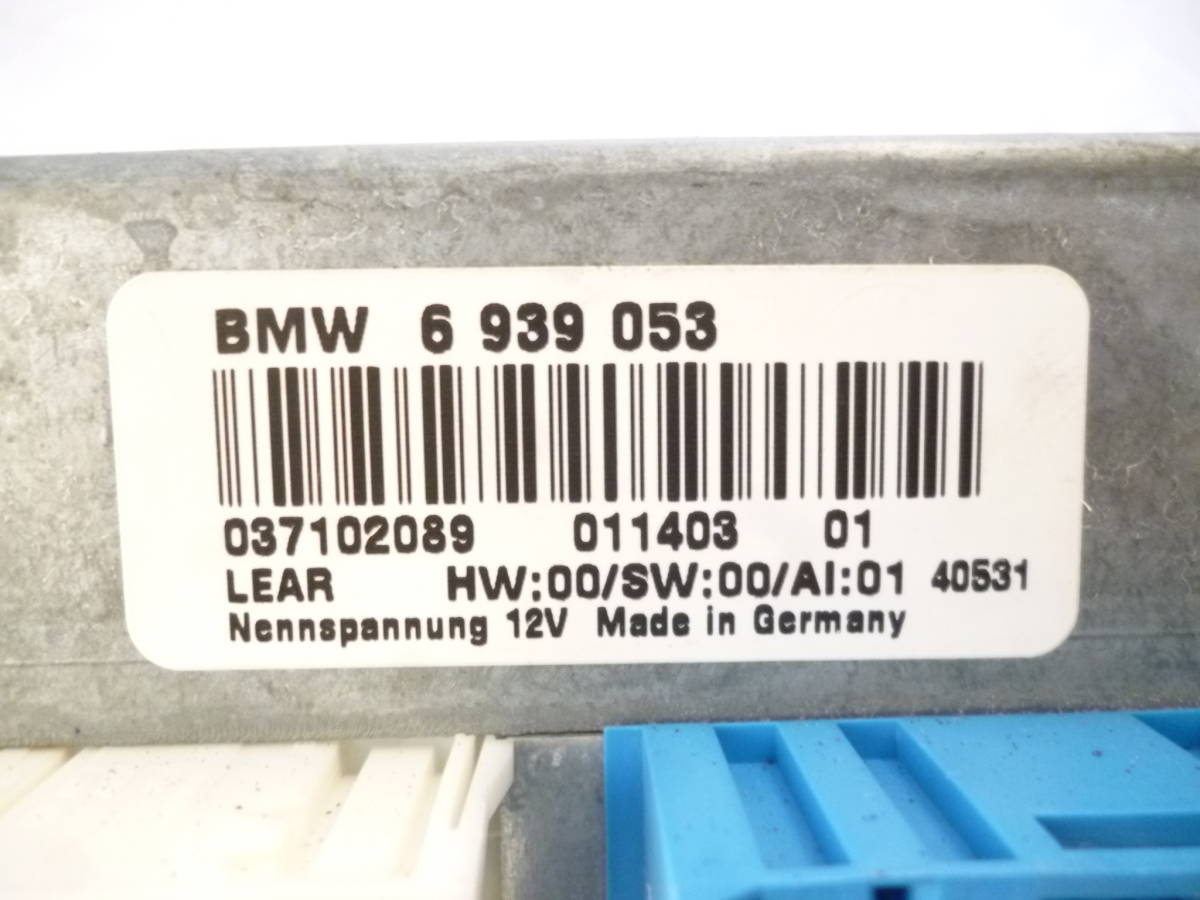 BMW 6 939 053
037102089 011403 01
LEAR HW:00/SW:00/AI:01 40531
Nennspannung 12V Made in Germany